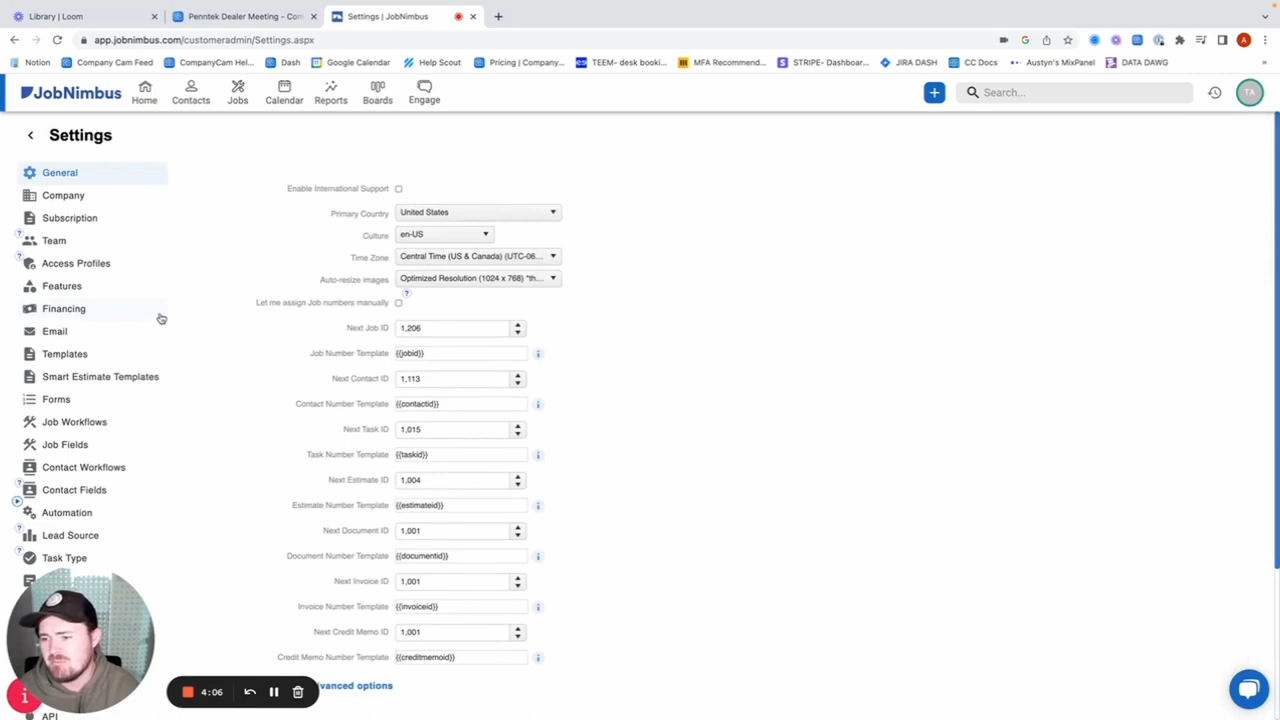 Library | Loom
Penntek Dealer Meeting - Com
Settings | JobNimbus
app.jobnimbus.com/customeradmin/Settings.aspx
A
Notion
Company Cam Feed
CompanyCam Hel...
Dash
Google Calendar
Help Scout
Pricing | Company...
TEEM- desk booki...
MFA Recommend...
STRIPE- Dashboar...
JIRA DASH
CC Docs
Austyn's MixPanel
DATA DAWG
JobNimbus
Home
Contacts
Jobs
Calendar
Reports
Boards
Engage
Search...
TA
Settings
General
Company
Subscription
Team
Access Profiles
Features
Financing
Email
Templates
Smart Estimate Templates
Forms
Job Workflows
Job Fields
Contact Workflows
Contact Fields
Automation
Lead Source
Task Type
API
Enable International Support
Primary Country United States
Culture en-US
Time Zone Central Time (US & Canada) (UTC-06...
Auto-resize images Optimized Resolution (1024 x 768) *th...
Let me assign Job numbers manually
Next Job ID 1,206
Job Number Template {{jobid}}
Next Contact ID 1,113
Contact Number Template {{contactid}}
Next Task ID 1,015
Task Number Template {{taskid}}
Next Estimate ID 1,004
Estimate Number Template {{estimateid}}
Next Document ID 1,001
Document Number Template {{documentid}}
Next Invoice ID 1,001
Invoice Number Template {{invoiceid}}
Next Credit Memo ID 1,001
Credit Memo Number Template {{creditmemoid}}
vanced options
4:06